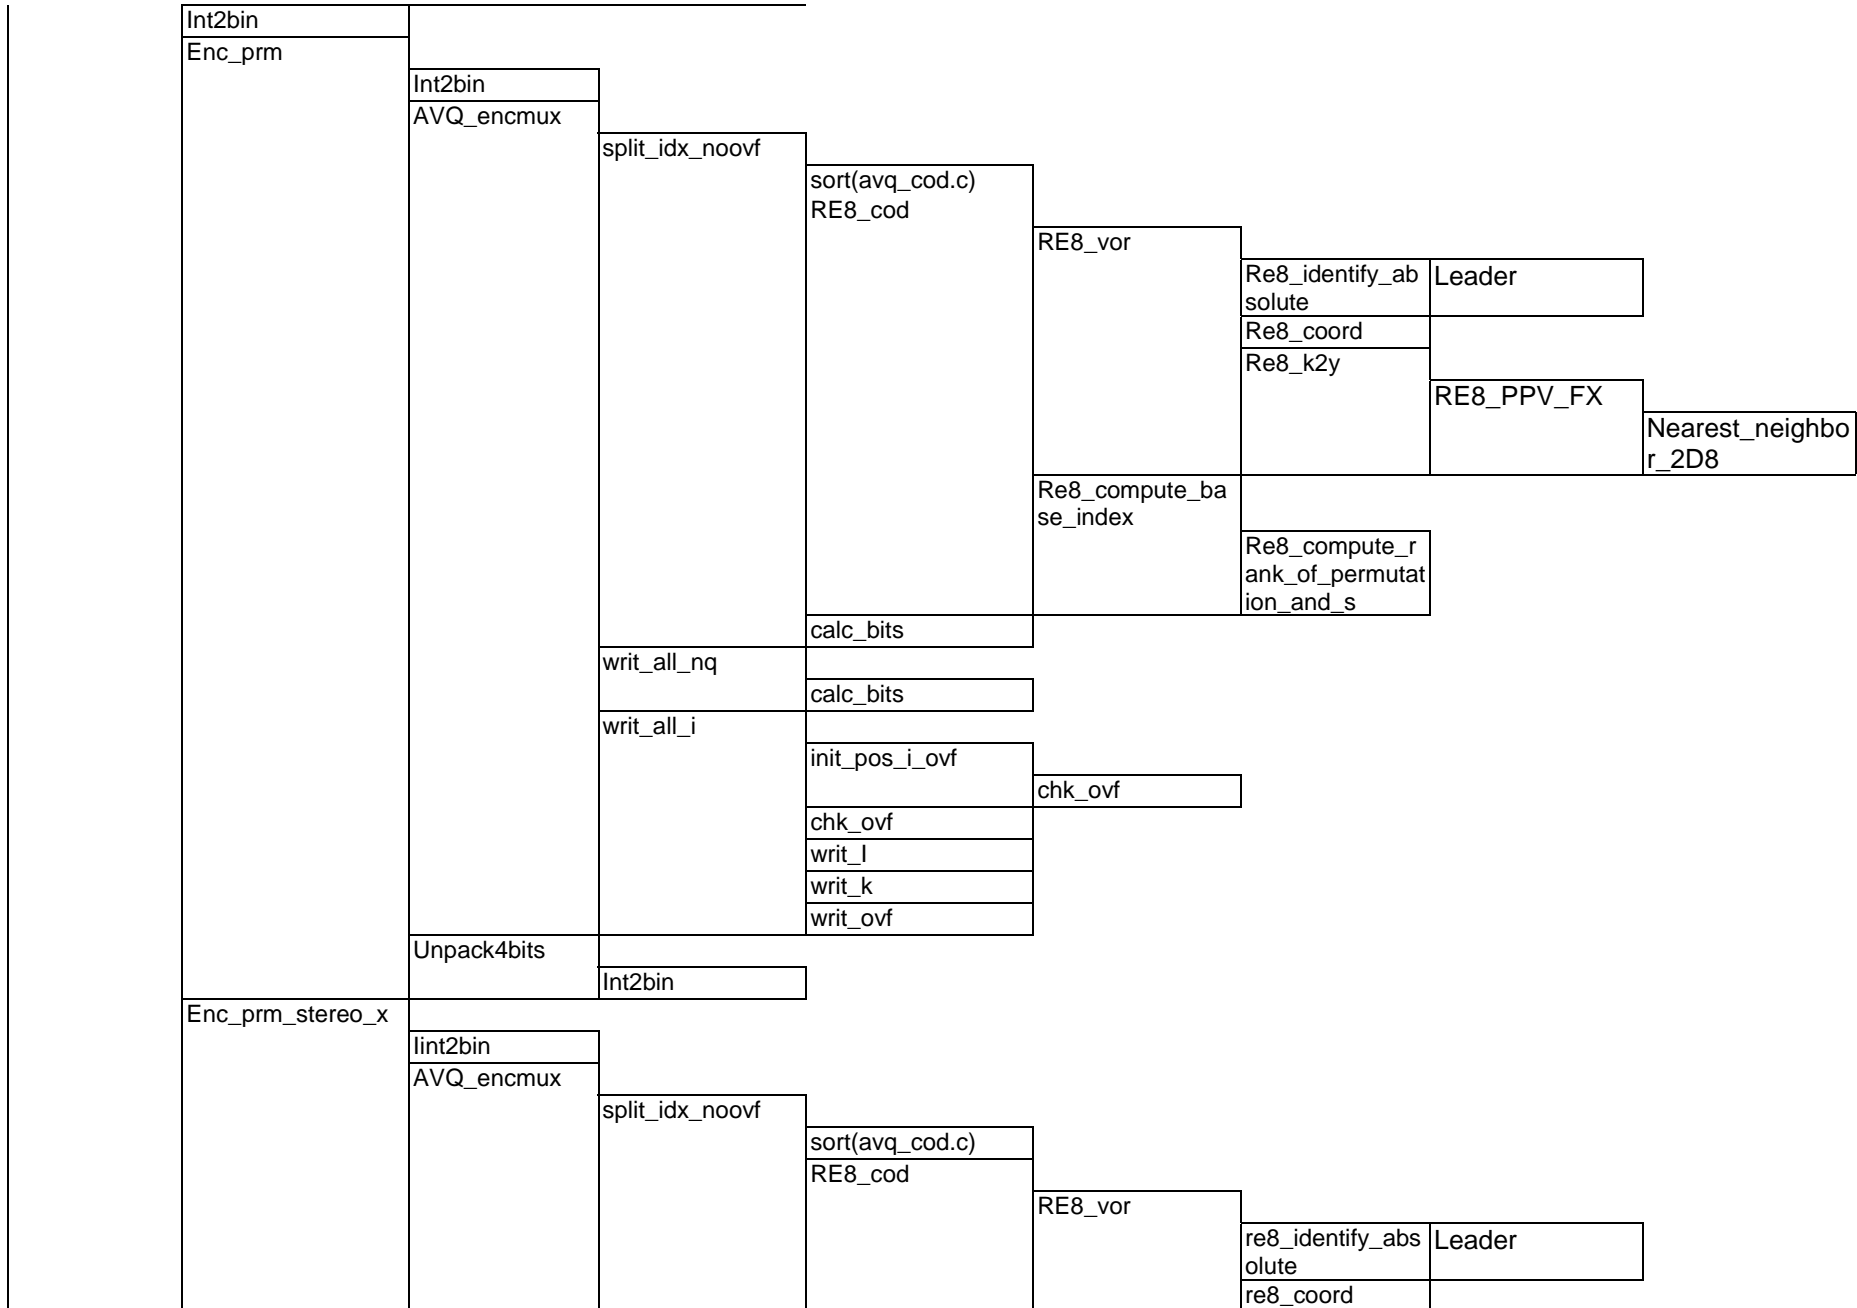 Int2bin
Enc_prm
Int2bin
AVQ_encmux
split_idx_noovf
sort(avq_cod.c)
RE8_cod
RE8_vor
Re8_identify_ab
solute
Leader
Re8_coord
Re8_k2y
RE8_PPV_FX
Nearest_neighbo
r_2D8
Re8_compute_ba
se_index
Re8_compute_r
ank_of_permutat
ion_and_s
calc_bits
writ_all_nq
calc_bits
writ_all_i
init_pos_i_ovf
chk_ovf
chk_ovf
writ_I
writ_k
writ_ovf
Unpack4bits
Int2bin
Enc_prm_stereo_x
Iint2bin
AVQ_encmux
split_idx_noovf
sort(avq_cod.c)
RE8_cod
RE8_vor
re8_identify_abs
olute
Leader
re8_coord